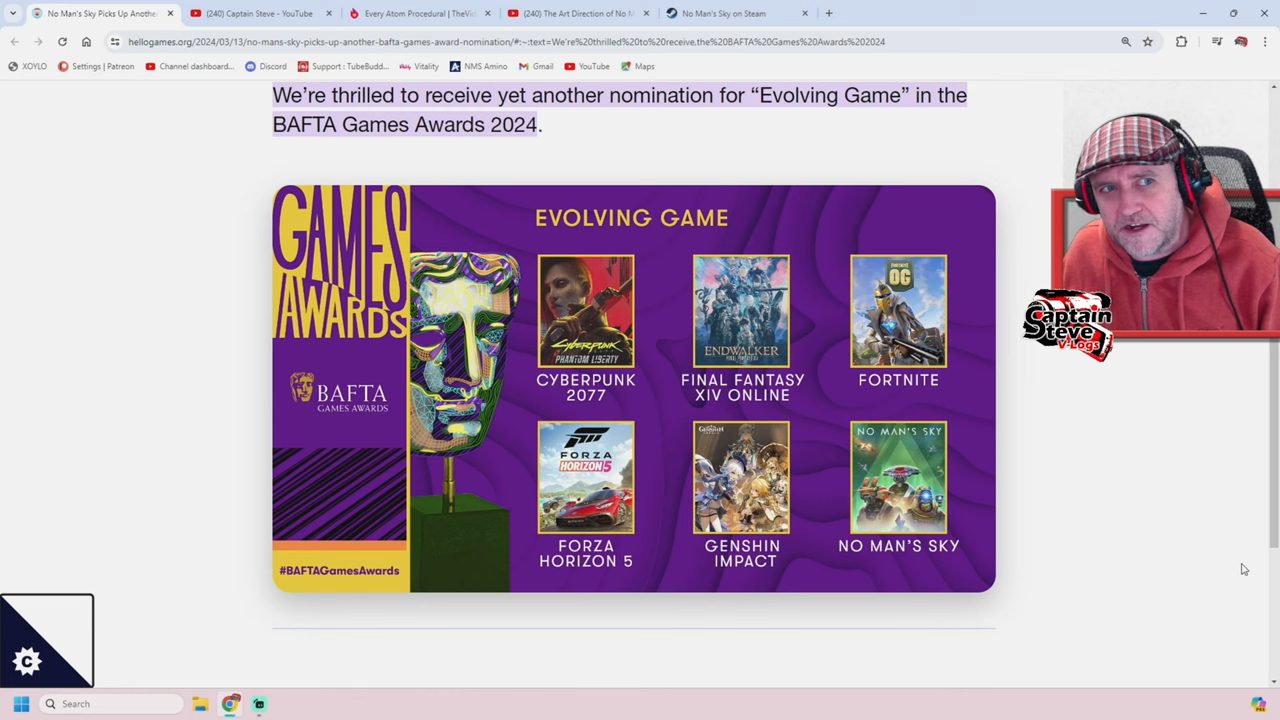 No Man's Sky Picks Up Anothe
(240) Captain Steve - YouTube
Every Atom Procedural | TheVi
(240) The Art Direction of No M
No Man's Sky on Steam
hellogames.org/2024/03/13/no-mans-sky-picks-up-another-bafta-games-award-nomination/#:~:text=We're%20thrilled%20to%20receive,the%20BAFTA%20Games%20Awards%202024
XOYLO
Settings | Patreon
Channel dashboard...
Discord
Support : TubeBudd...
Vitality
NMS Amino
Gmail
YouTube
Maps
We're thrilled to receive yet another nomination for “Evolving Game” in the
BAFTA Games Awards 2024.
GAMES
AWARDS
BAFTA
GAMES AWARDS
#BAFTAGamesAwards
EVOLVING GAME
CYBERPUNK
PHANTOM LIBERTY
CYBERPUNK
2077
ENDWALKER
FINAL FANTASY
XIV ONLINE
FORTNITE
OG
FORTNITE
FORZA
HORIZON 5
FORZA
HORIZON 5
GENSHIN
IMPACT
NO MAN'S SKY
NO MAN'S SKY
Captain
Steve
V-Logs
C
Search